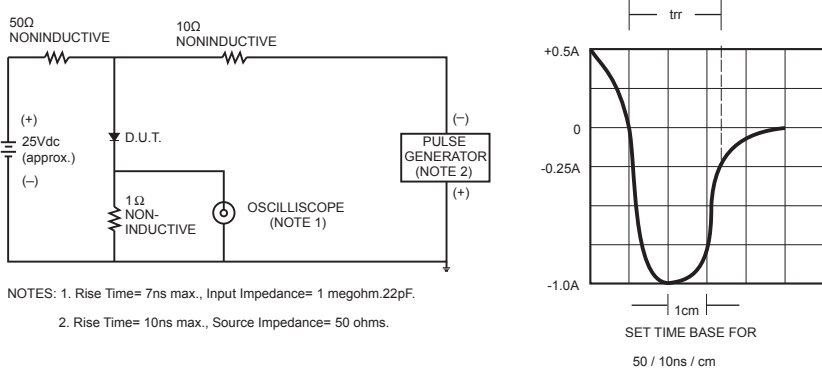 50Ω
NONINDUCTIVE
10Ω
NONINDUCTIVE
(+)
25Vdc
(approx.)
(–)
D.U.T.
1Ω
NON-
INDUCTIVE
OSCILLISCOPE
(NOTE 1)
(–)
PULSE
GENERATOR
(NOTE 2)
(+)
NOTES: 1. Rise Time= 7ns max., Input Impedance= 1 megohm.22pF.
2. Rise Time= 10ns max., Source Impedance= 50 ohms.
trr
+0.5A
0
-0.25A
-1.0A
1cm
SET TIME BASE FOR
50 / 10ns / cm